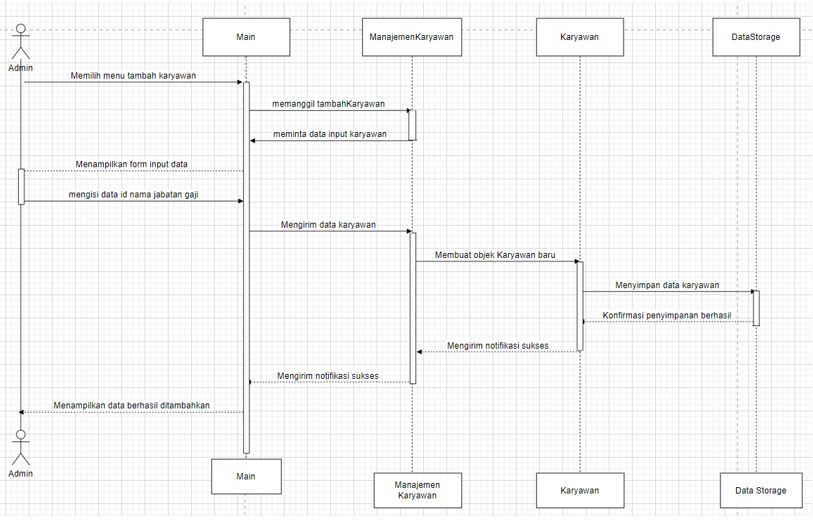 Main
ManajemenKaryawan
Karyawan
DataStorage
Admin
Memilih menu tambah karyawan
memanggil tambahKaryawan
meminta data input karyawan
Menampilkan form input data
mengisi data id nama jabatan gaji
Mengirim data karyawan
Membuat objek Karyawan baru
Menyimpan data karyawan
Konfirmasi penyimpanan berhasil
Mengirim notifikasi sukses
Mengirim notifikasi sukses
Menampilkan data berhasil ditambahkan
Admin
Main
Manajemen
Karyawan
Karyawan
Data Storage